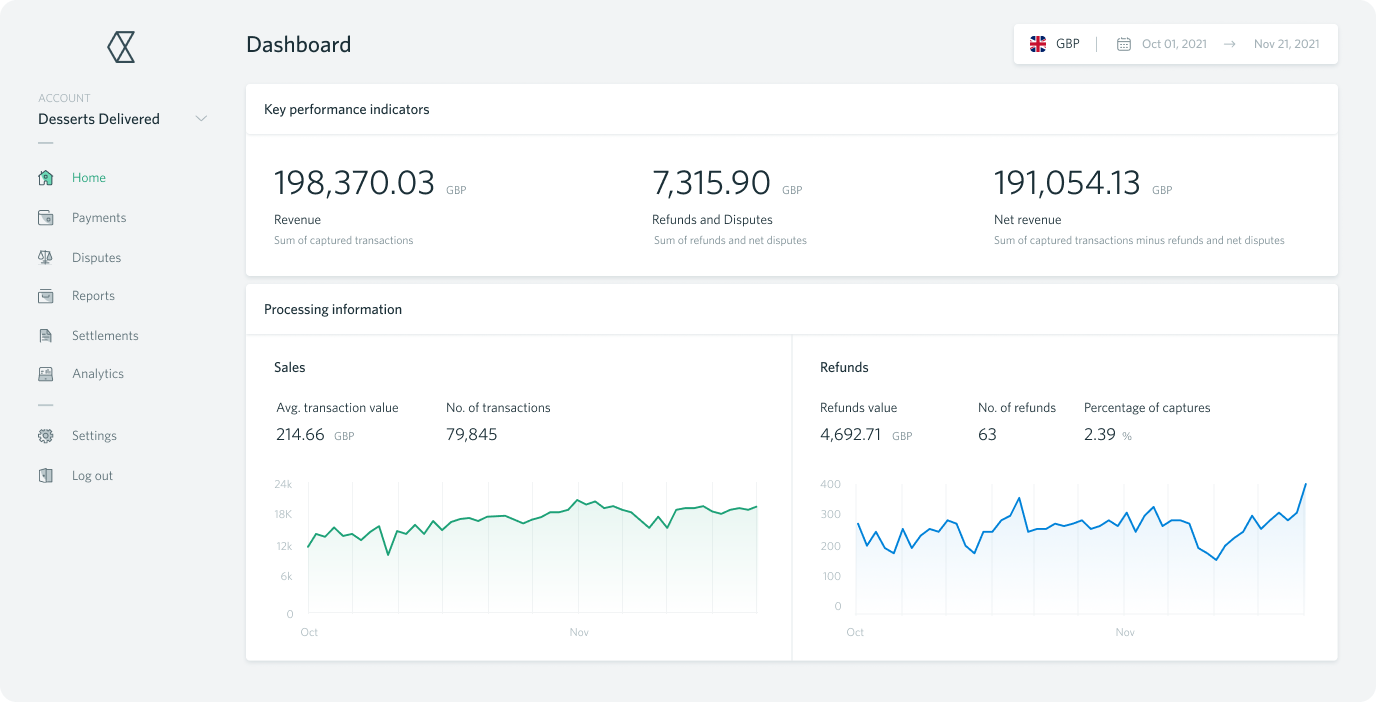 Dashboard
GBP
Oct 01, 2021 → Nov 21, 2021
ACCOUNT
Desserts Delivered
Home
Payments
Disputes
Reports
Settlements
Analytics
Settings
Log out
Key performance indicators
198,370.03 GBP
Revenue
Sum of captured transactions
7,315.90 GBP
Refunds and Disputes
Sum of refunds and net disputes
191,054.13 GBP
Net revenue
Sum of captured transactions minus refunds and net disputes
Processing information
Sales
Avg. transaction value
214.66 GBP
No. of transactions
79,845
24k
18K
12k
6k
0
Oct
Nov
Refunds
Refunds value
4,692.71 GBP
No. of refunds
63
Percentage of captures
2.39 %
400
300
200
100
0
Oct
Nov